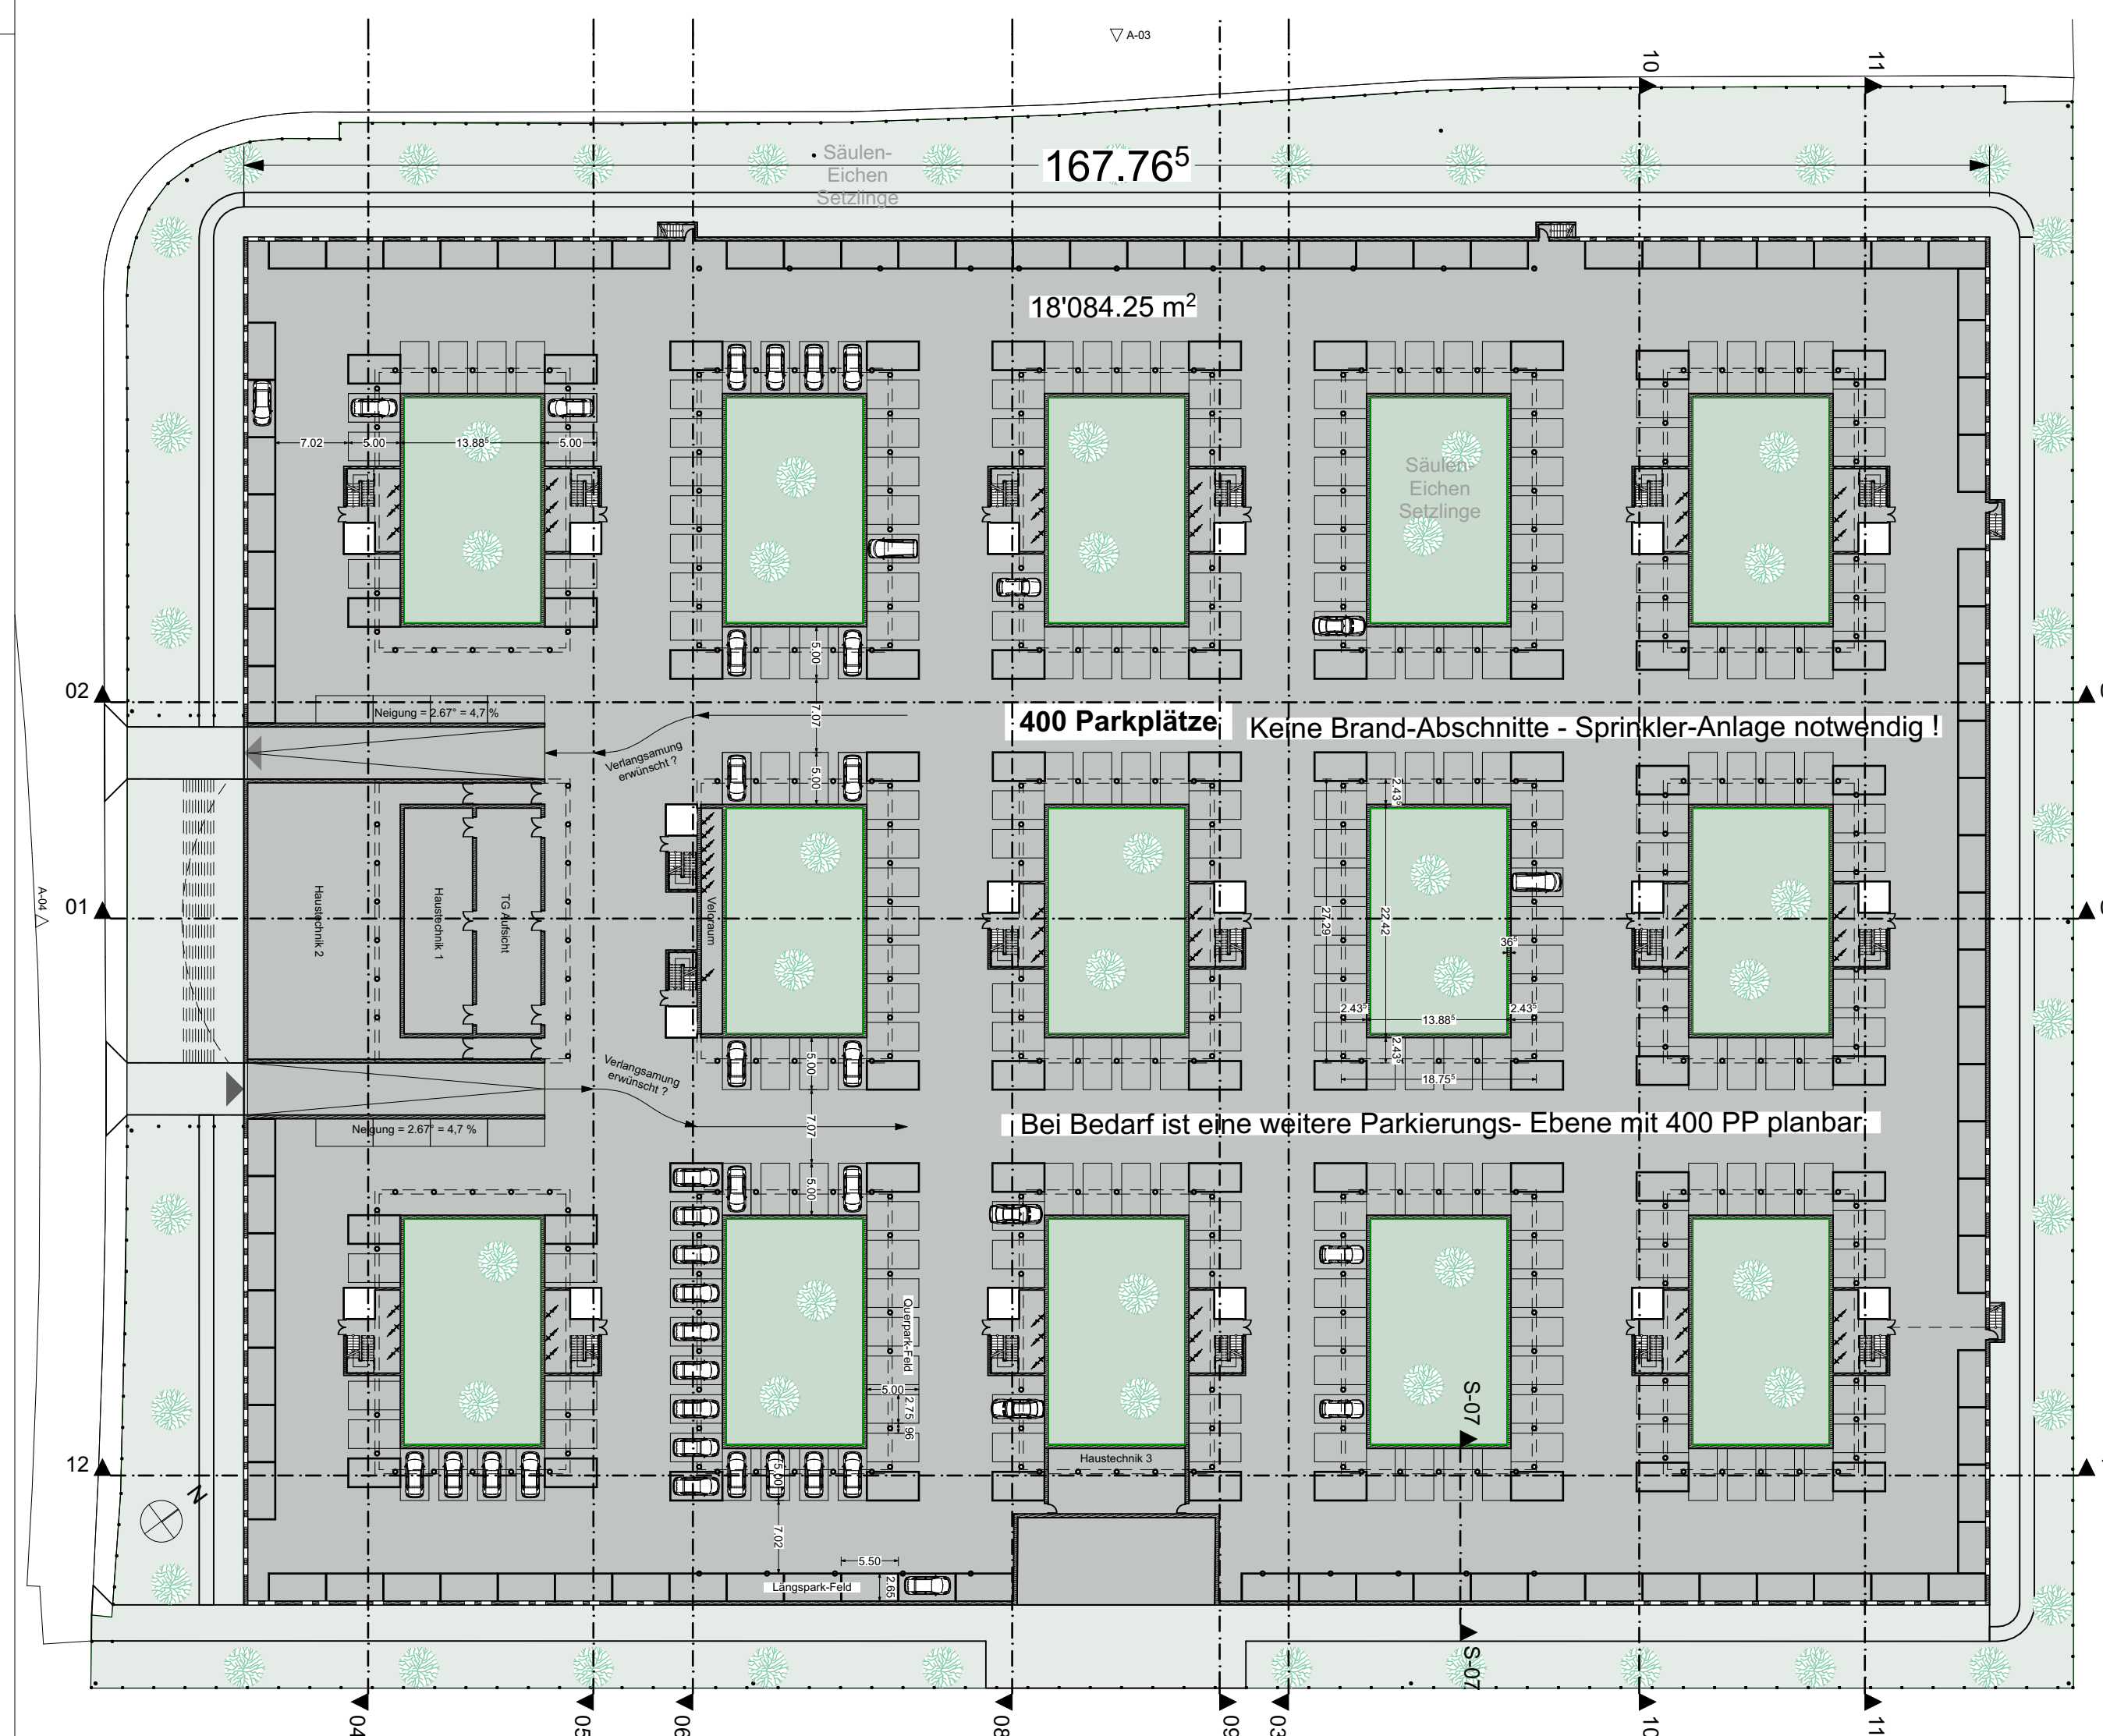 A-03
10
11
Säulen-
Eichen
Setzlinge
167.76⁵
18'084.25 m²
7.02
5.00
13.88⁵
5.00
Säulen-
Eichen
Setzlinge
5.00
02
Neigung = 2.67° = 4,7 %
7.07
400 Parkplätze
Keine Brand-Abschnitte - Sprinkler-Anlage notwendig !
Verlangsamung
erwünscht ?
5.00
2.43⁵
A-04
01
Haustechnik 2
Haustechnik 1
TG Aufsicht
Veloraum
27.29
22.42
36⁵
2.43⁵
13.88⁵
2.43⁵
2.43⁵
18.75⁵
Verlangsamung
erwünscht ?
5.00
7.07
Neigung = 2.67° = 4,7 %
Bei Bedarf ist eine weitere Parkierungs- Ebene mit 400 PP planbar
5.00
Querpark-Feld
5.00
2.75
96
S-07
12
Haustechnik 3
5.00
N
7.02
5.50
Längspark-Feld
2.65
S-07
04
05
06
08
09
03
10
11